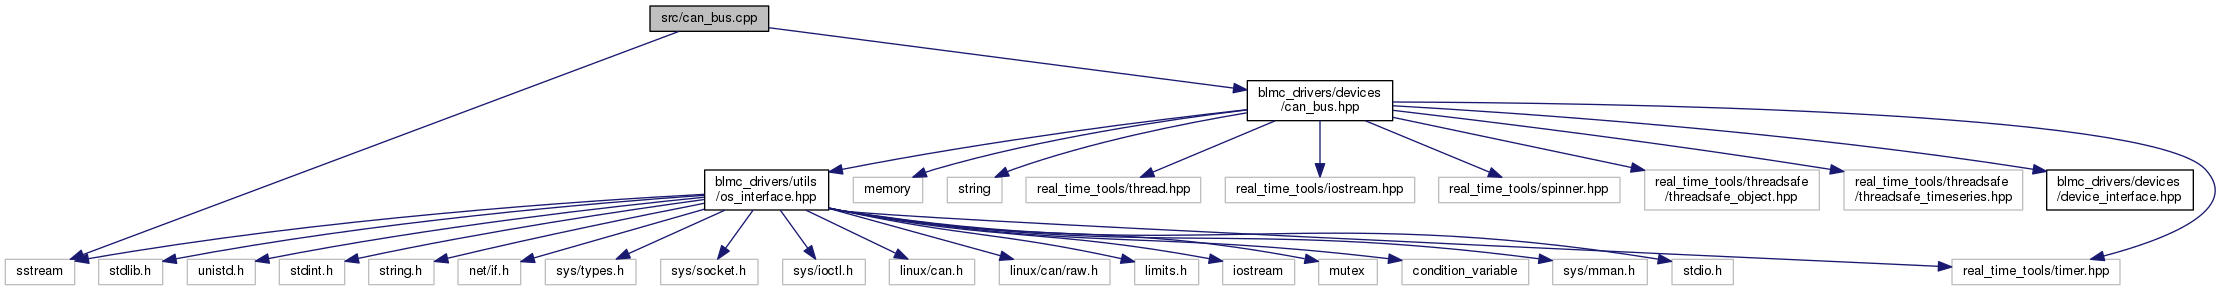 src/can_bus.cpp
blmc_drivers/devices
/can_bus.hpp
blmc_drivers/utils
/os_interface.hpp
memory
string
real_time_tools/thread.hpp
real_time_tools/iostream.hpp
real_time_tools/spinner.hpp
real_time_tools/threadsafe
/threadsafe_object.hpp
real_time_tools/threadsafe
/threadsafe_timeseries.hpp
blmc_drivers/devices
/device_interface.hpp
sstream
stdlib.h
unistd.h
stdint.h
string.h
net/if.h
sys/types.h
sys/socket.h
sys/ioctl.h
linux/can.h
linux/can/raw.h
limits.h
iostream
mutex
condition_variable
sys/mman.h
stdio.h
real_time_tools/timer.hpp